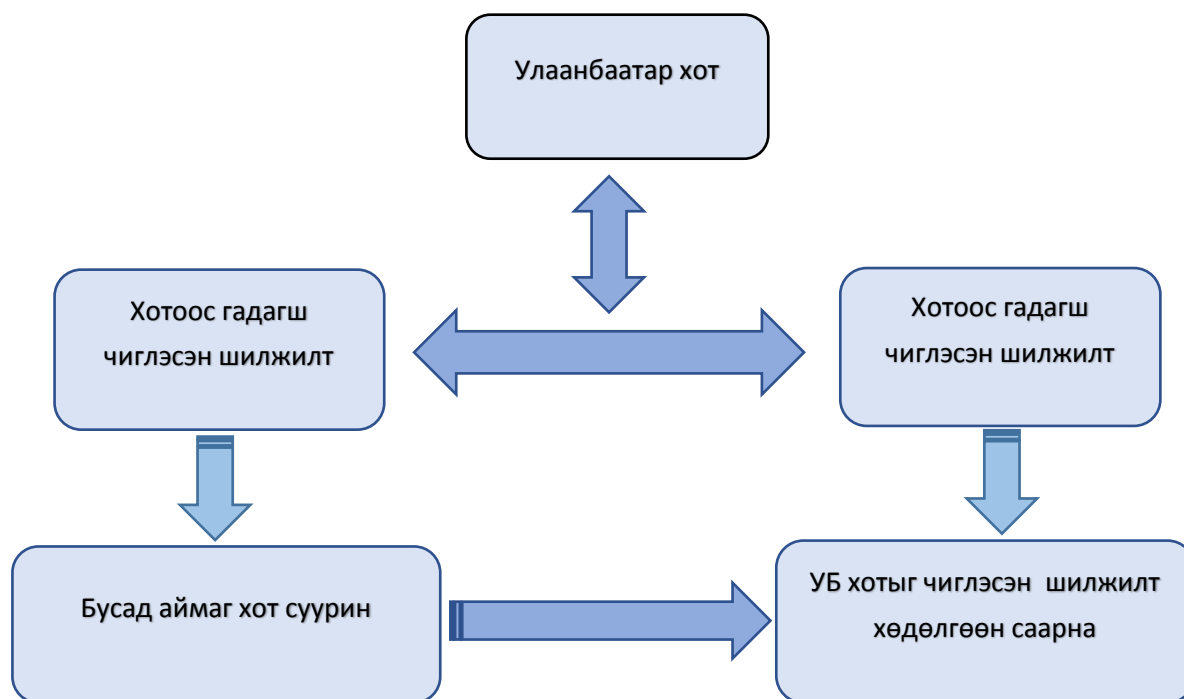 Улаанбаатар хот
Хотоос гадагш
чиглэсэн шилжилт
Хотоос гадагш
чиглэсэн шилжилт
Бусад аймаг хот суурин
УБ хотыг чиглэсэн шилжилт
хөдөлгөөн саарна